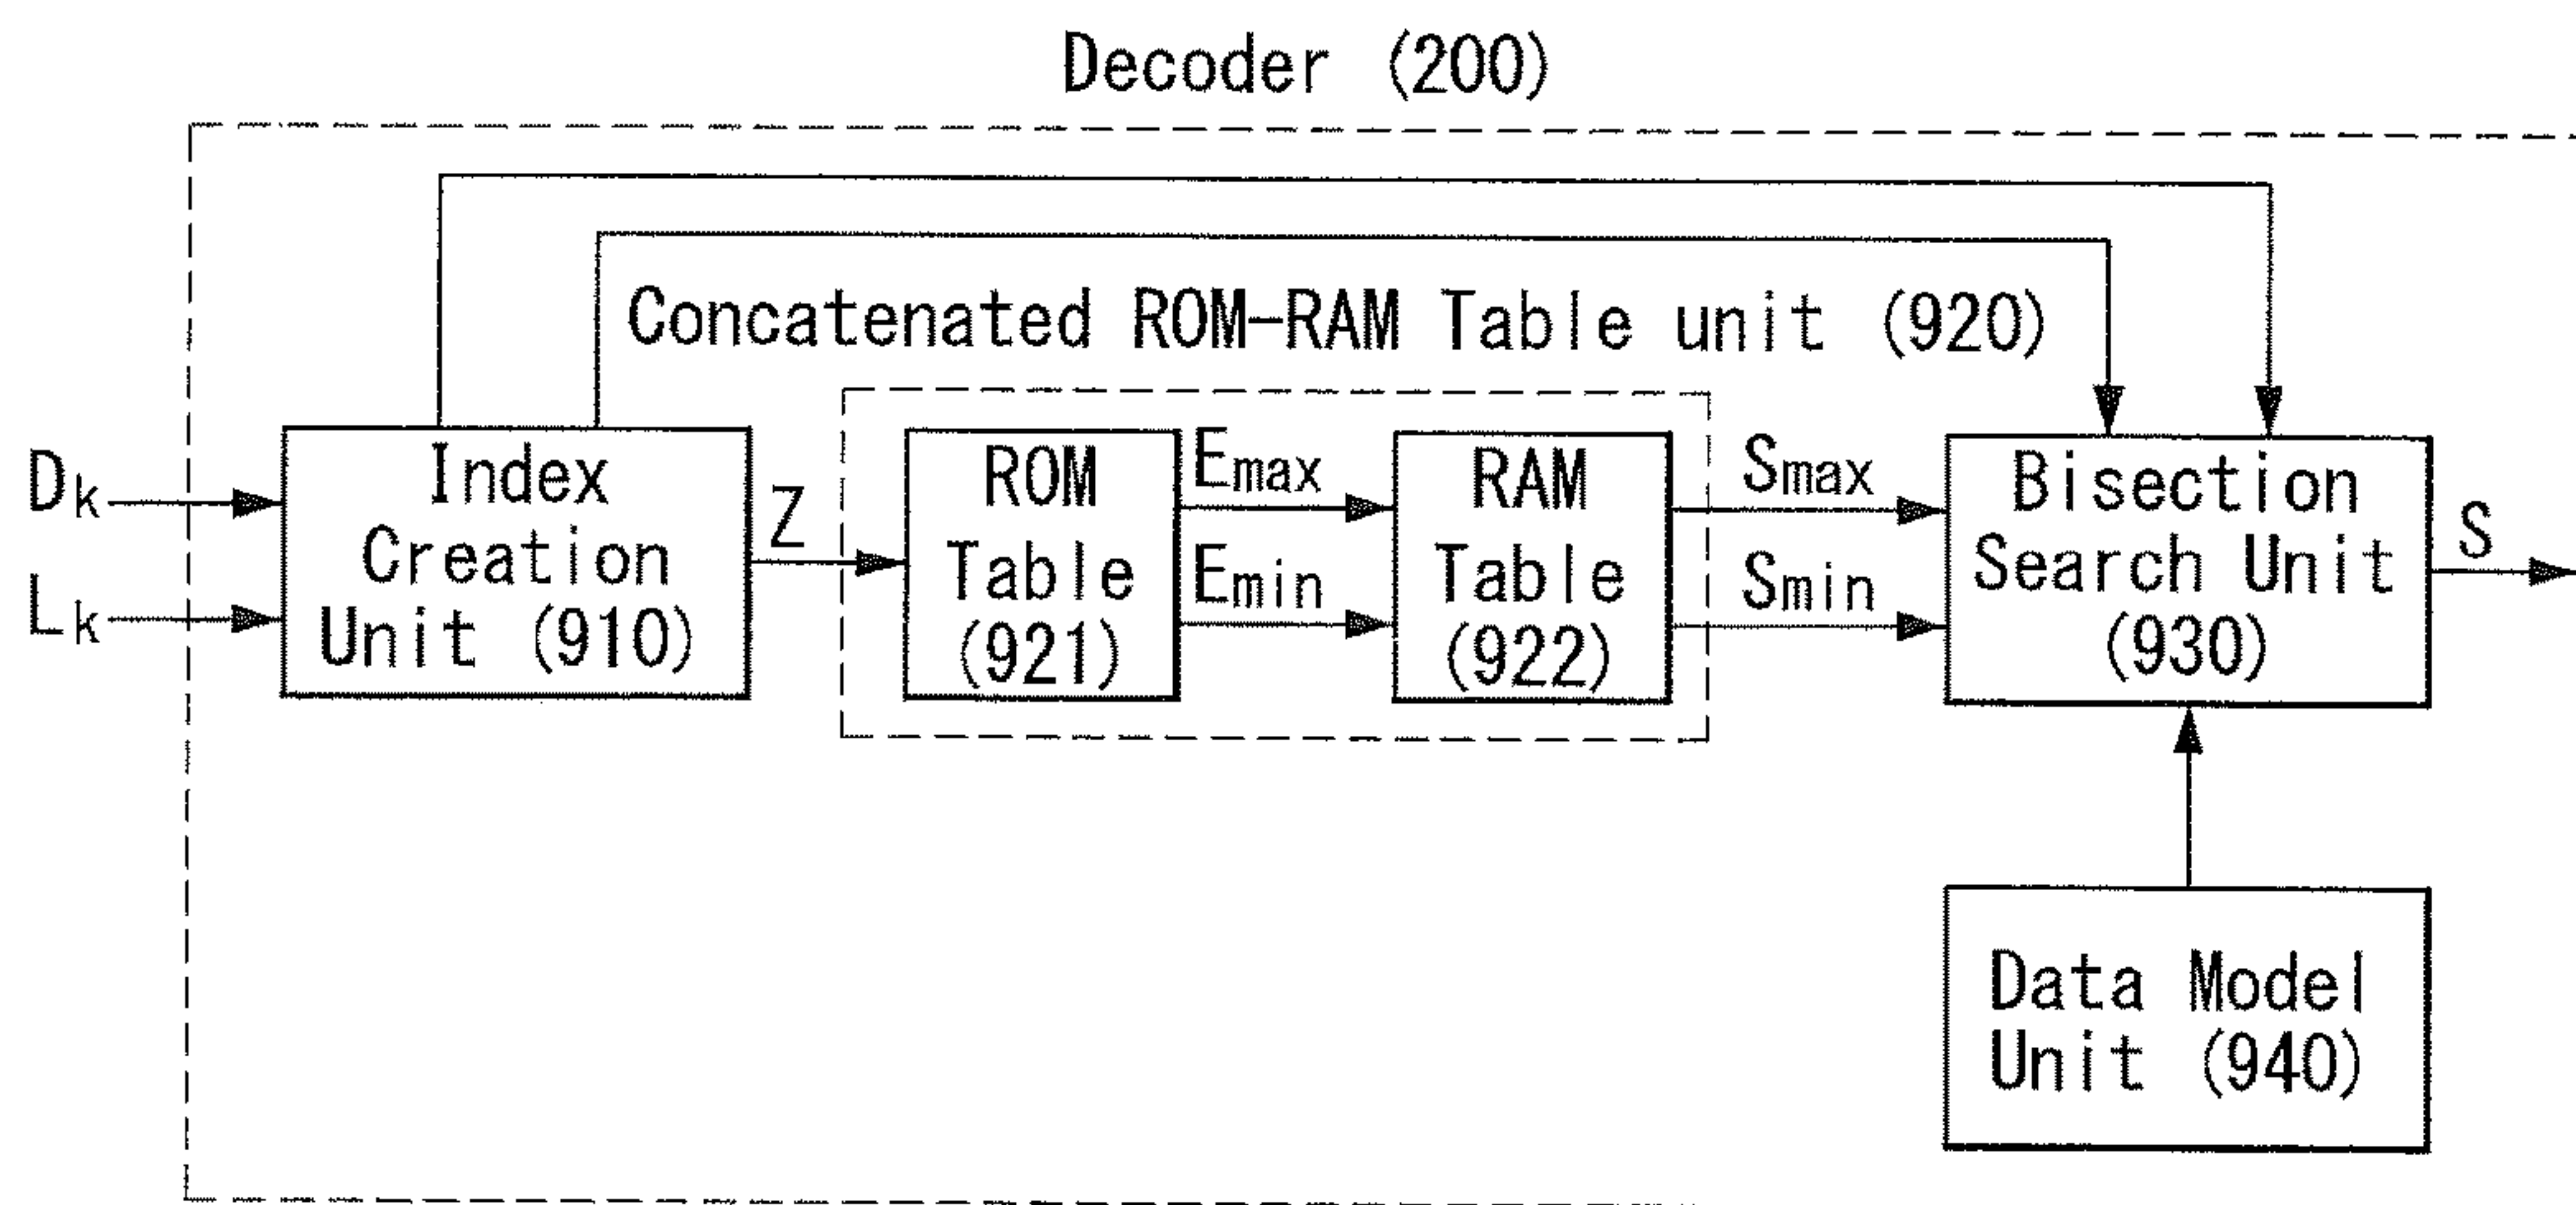 Decoder (200)
Concatenated ROM-RAM Table unit (920)
Dk
Lk
Index
Creation
Unit (910)
Z
ROM
Table
(921)
Emax
Emin
RAM
Table
(922)
Smax
Smin
Bisection
Search Unit
(930)
S
Data Model
Unit (940)